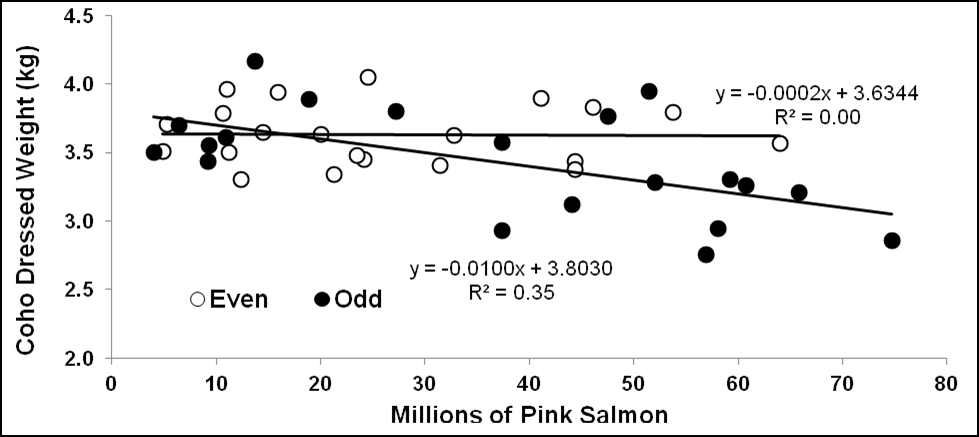 Coho Dressed Weight (kg)
4.5
4.0
3.5
3.0
2.5
2.0
y = -0.0002x + 3.6344
R² = 0.00
y = -0.0100x + 3.8030
R² = 0.35
Even Odd
0 10 20 30 40 50 60 70 80
Millions of Pink Salmon